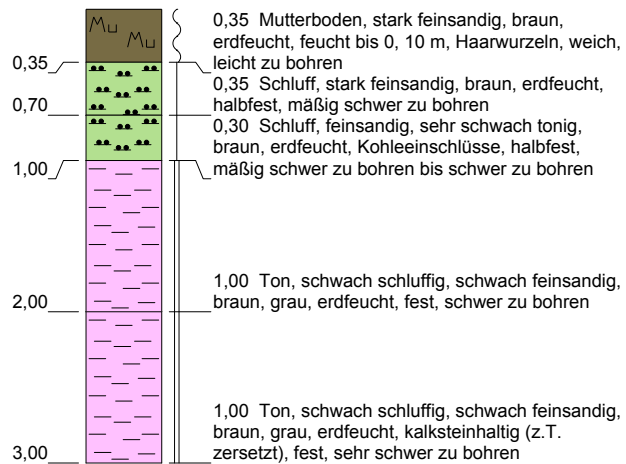 Mu
Mu
0,35 Mutterboden, stark feinsandig, braun,
erdfeucht, feucht bis 0, 10 m, Haarwurzeln, weich,
leicht zu bohren
0,35
0,35 Schluff, stark feinsandig, braun, erdfeucht,
halbfest, mäßig schwer zu bohren
0,70
0,30 Schluff, feinsandig, sehr schwach tonig,
braun, erdfeucht, Kohleeinschlüsse, halbfest,
mäßig schwer zu bohren bis schwer zu bohren
1,00
1,00 Ton, schwach schluffig, schwach feinsandig,
braun, grau, erdfeucht, fest, schwer zu bohren
2,00
1,00 Ton, schwach schluffig, schwach feinsandig,
braun, grau, erdfeucht, kalksteinhaltig (z.T.
zersetzt), fest, sehr schwer zu bohren
3,00